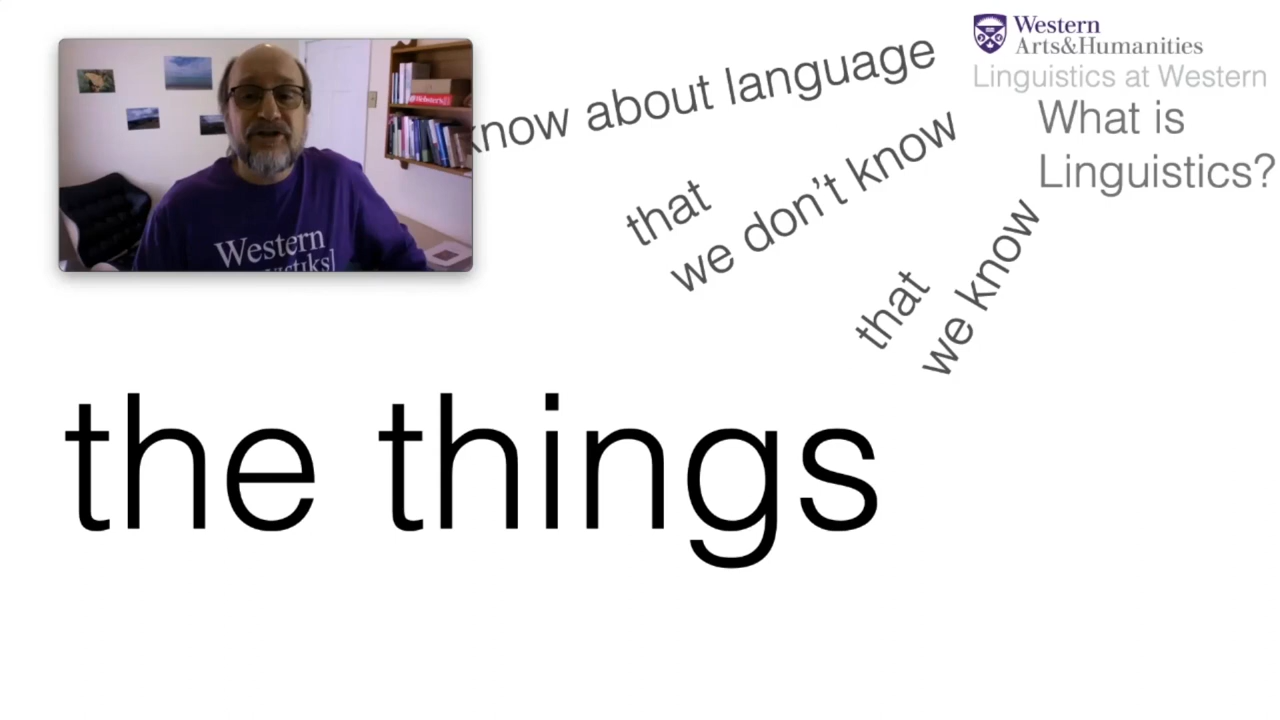 Western
Arts&Humanities
Linguistics at Western
What is
Linguistics?
know about language
that
we don't know
that
we know
the things
Western